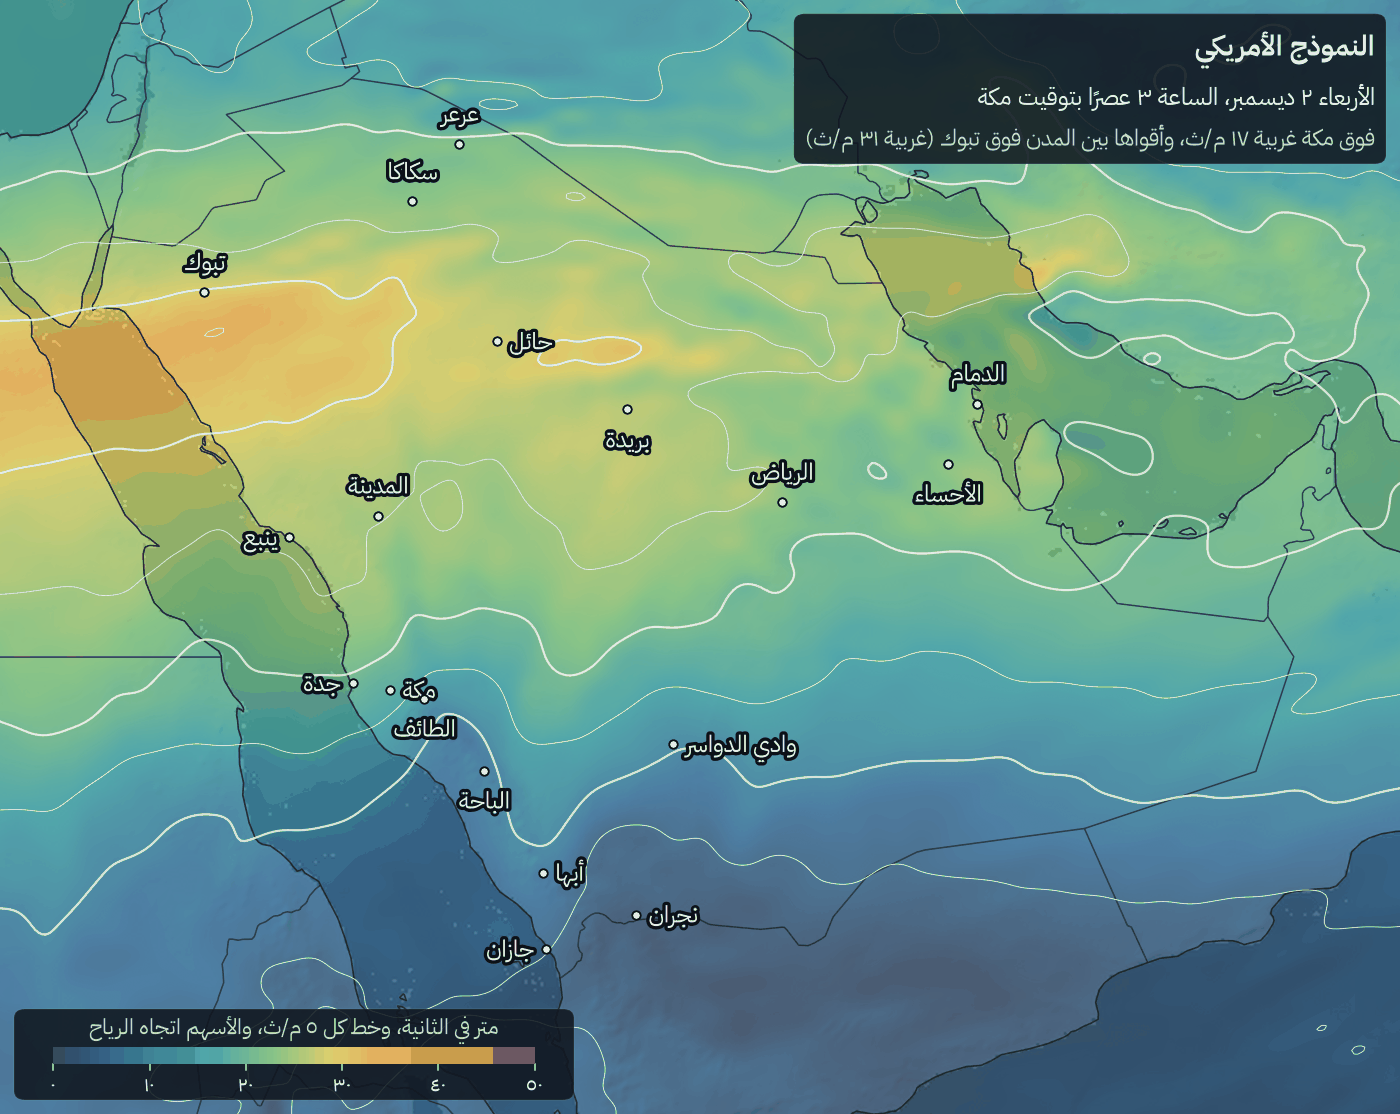 النموذج الأمريكي
الأربعاء ٢ ديسمبر، الساعة ٣ عصرًا بتوقيت مكة
فوق مكة غربية ١٧ م/ث، وأقواها بين المدن فوق تبوك (غربية ٣١ م/ث)
عرعر
سكاكا
تبوك
حائل
الدمام
بريدة
الرياض
المدينة
الأحساء
ينبع
جدة
مكة
الطائف
وادي الدواسر
الباحة
أبها
نجران
جازان
متر في الثانية، وخط كل ٥ م/ث، والأسهم اتجاه الرياح
٠ ١٠ ٢٠ ٣٠ ٤٠ ٥٠